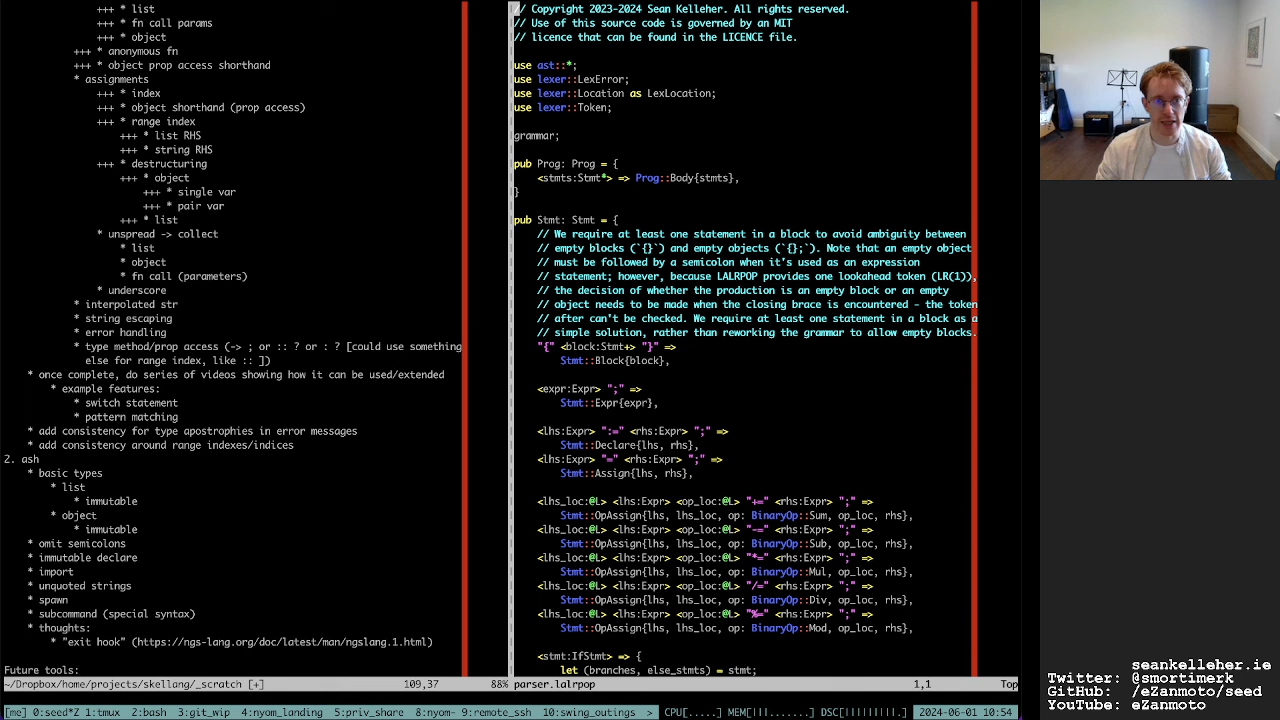 +++ * list
+++ * fn call params
+++ * object
+++ * anonymous fn
+++ * object prop access shorthand
* assignments
+++ * index
+++ * object shorthand (prop access)
+++ * range index
+++ * list RHS
+++ * string RHS
+++ * destructuring
+++ * object
+++ * single var
+++ * pair var
+++ * list
* unspread -> collect
* list
* object
* fn call (parameters)
* underscore
* interpolated str
* string escaping
* error handling
* type method/prop access (-> ; or :: ? or : ? [could use something
else for range index, like :: ])
* once complete, do series of videos showing how it can be used/extended
* example features:
* switch statement
* pattern matching
* add consistency for type apostrophies in error messages
* add consistency around range indexes/indices
2. ash
* basic types
* list
* immutable
* object
* immutable
* omit semicolons
* immutable declare
* import
* unquoted strings
* spawn
* subcommand (special syntax)
* thoughts:
* "exit hook" (https://ngs-lang.org/doc/latest/man/ngslang.1.html)
Future tools:
~/Dropbox/home/projects/skellang/_scratch [+] 109,37 88%
// Copyright 2023-2024 Sean Kelleher. All rights reserved.
// Use of this source code is governed by an MIT
// licence that can be found in the LICENCE file.
use ast::*;
use lexer::LexError;
use lexer::Location as LexLocation;
use lexer::Token;
grammar;
pub Prog: Prog = {
<stmts:Stmt*> => Prog::Body{stmts},
}
pub Stmt: Stmt = {
// We require at least one statement in a block to avoid ambiguity between
// empty blocks (`{}`) and empty objects (`{};`). Note that an empty object
// must be followed by a semicolon when it's used as an expression
// statement; however, because LALRPOP provides one lookahead token (LR(1)),
// the decision of whether the production is an empty block or an empty
// object needs to be made when the closing brace is encountered - the token
// after can't be checked. We require at least one statement in a block as a
// simple solution, rather than reworking the grammar to allow empty blocks.
"{" <block:Stmt+> "}" =>
Stmt::Block{block},
<expr:Expr> ";" =>
Stmt::Expr{expr},
<lhs:Expr> ":=" <rhs:Expr> ";" =>
Stmt::Declare{lhs, rhs},
<lhs:Expr> "=" <rhs:Expr> ";" =>
Stmt::Assign{lhs, rhs},
<lhs_loc:@L> <lhs:Expr> <op_loc:@L> "+=" <rhs:Expr> ";" =>
Stmt::OpAssign{lhs, lhs_loc, op: BinaryOp::Sum, op_loc, rhs},
<lhs_loc:@L> <lhs:Expr> <op_loc:@L> "-=" <rhs:Expr> ";" =>
Stmt::OpAssign{lhs, lhs_loc, op: BinaryOp::Sub, op_loc, rhs},
<lhs_loc:@L> <lhs:Expr> <op_loc:@L> "*=" <rhs:Expr> ";" =>
Stmt::OpAssign{lhs, lhs_loc, op: BinaryOp::Mul, op_loc, rhs},
<lhs_loc:@L> <lhs:Expr> <op_loc:@L> "/=" <rhs:Expr> ";" =>
Stmt::OpAssign{lhs, lhs_loc, op: BinaryOp::Div, op_loc, rhs},
<lhs_loc:@L> <lhs:Expr> <op_loc:@L> "%=" <rhs:Expr> ";" =>
Stmt::OpAssign{lhs, lhs_loc, op: BinaryOp::Mod, op_loc, rhs},
<stmt:IfStmt> => {
let (branches, else_stmts) = stmt;
parser.lalrpop 1,1 Top
[me] 0:seed*Z 1:tmux 2:bash 3:git_wip 4:nyom_landing 5:priv_share 8:nyom- 9:remote_ssh 10:swing_outings > CPU[.....] MEM[|||.......] DSC[||||||||.] 2024-06-01 10:54
seankelleher.ie
Twitter: @smortimerk
GitHub: /eZanmoto/seed